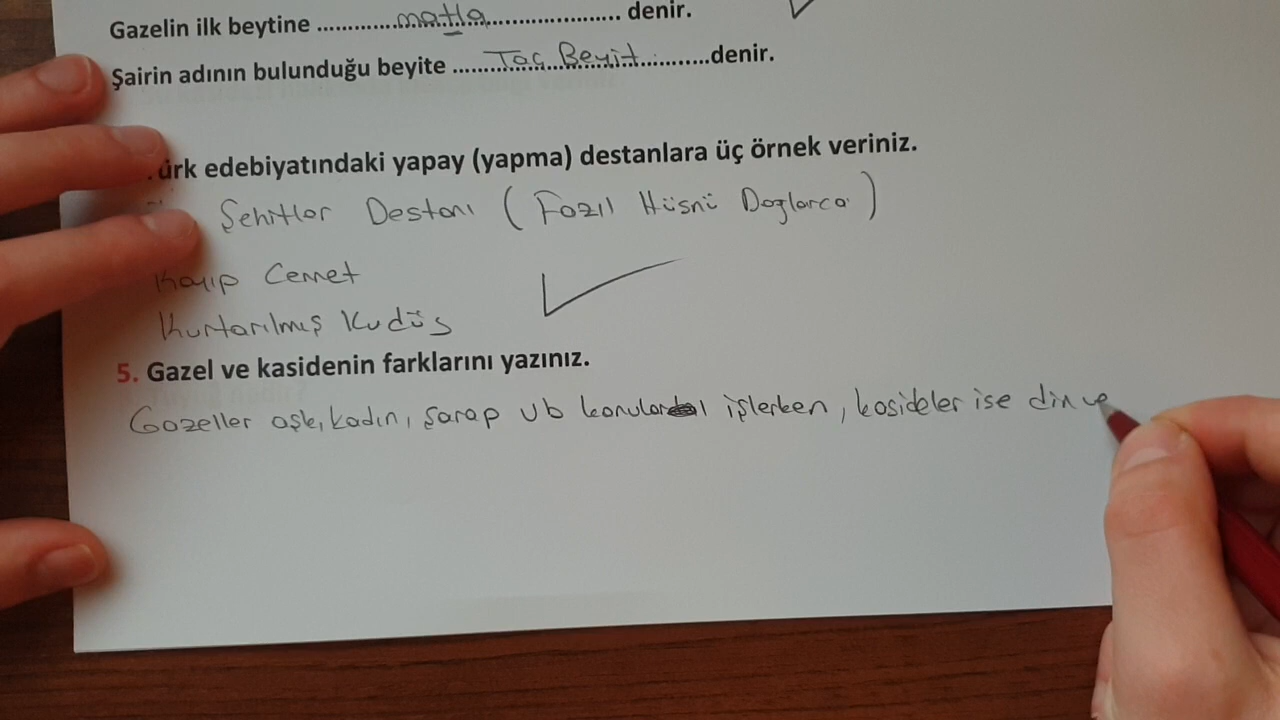 Gazelin ilk beytine ..............matla........................ denir.
Şairin adının bulunduğu beyite .......Taç Beyit............denir.
ürk edebiyatındaki yapay (yapma) destanlara üç örnek veriniz.
Şehitler Destanı ( Fazıl Hüsnü Dağlarca )
Kayıp Cennet
Kurtarılmış Kudüs
5. Gazel ve kasidenin farklarını yazınız.
Gazeller aşk, kadın, şarap vb konuları işlerken, kasideler ise din ve